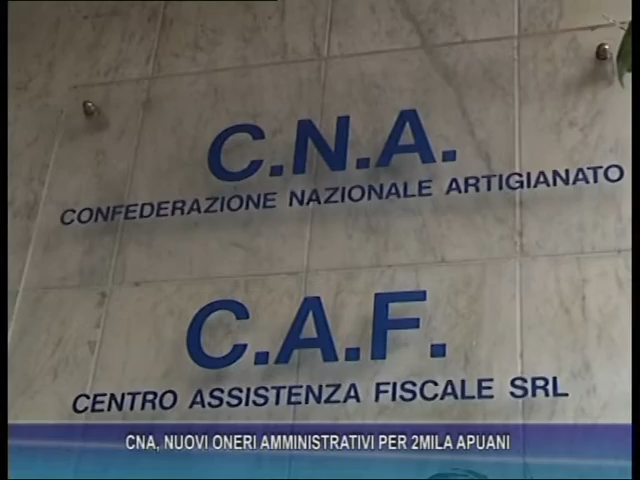 C.N.A.
CONFEDERAZIONE NAZIONALE ARTIGIANATO
C.A.F.
CENTRO ASSISTENZA FISCALE SRL
CNA, NUOVI ONERI AMMINISTRATIVI PER 2MILA APUANI